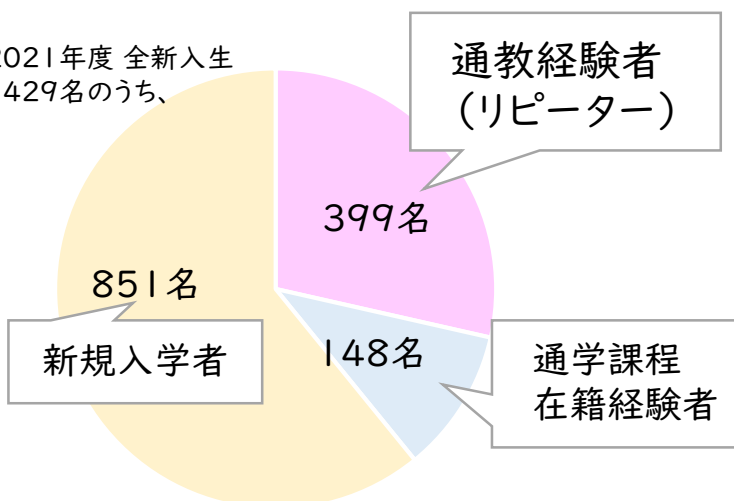 2021年度 全新入生
429名のうち、
通教経験者
（リピーター）
399名
851名
新規入学者
148名
通学課程
在籍経験者